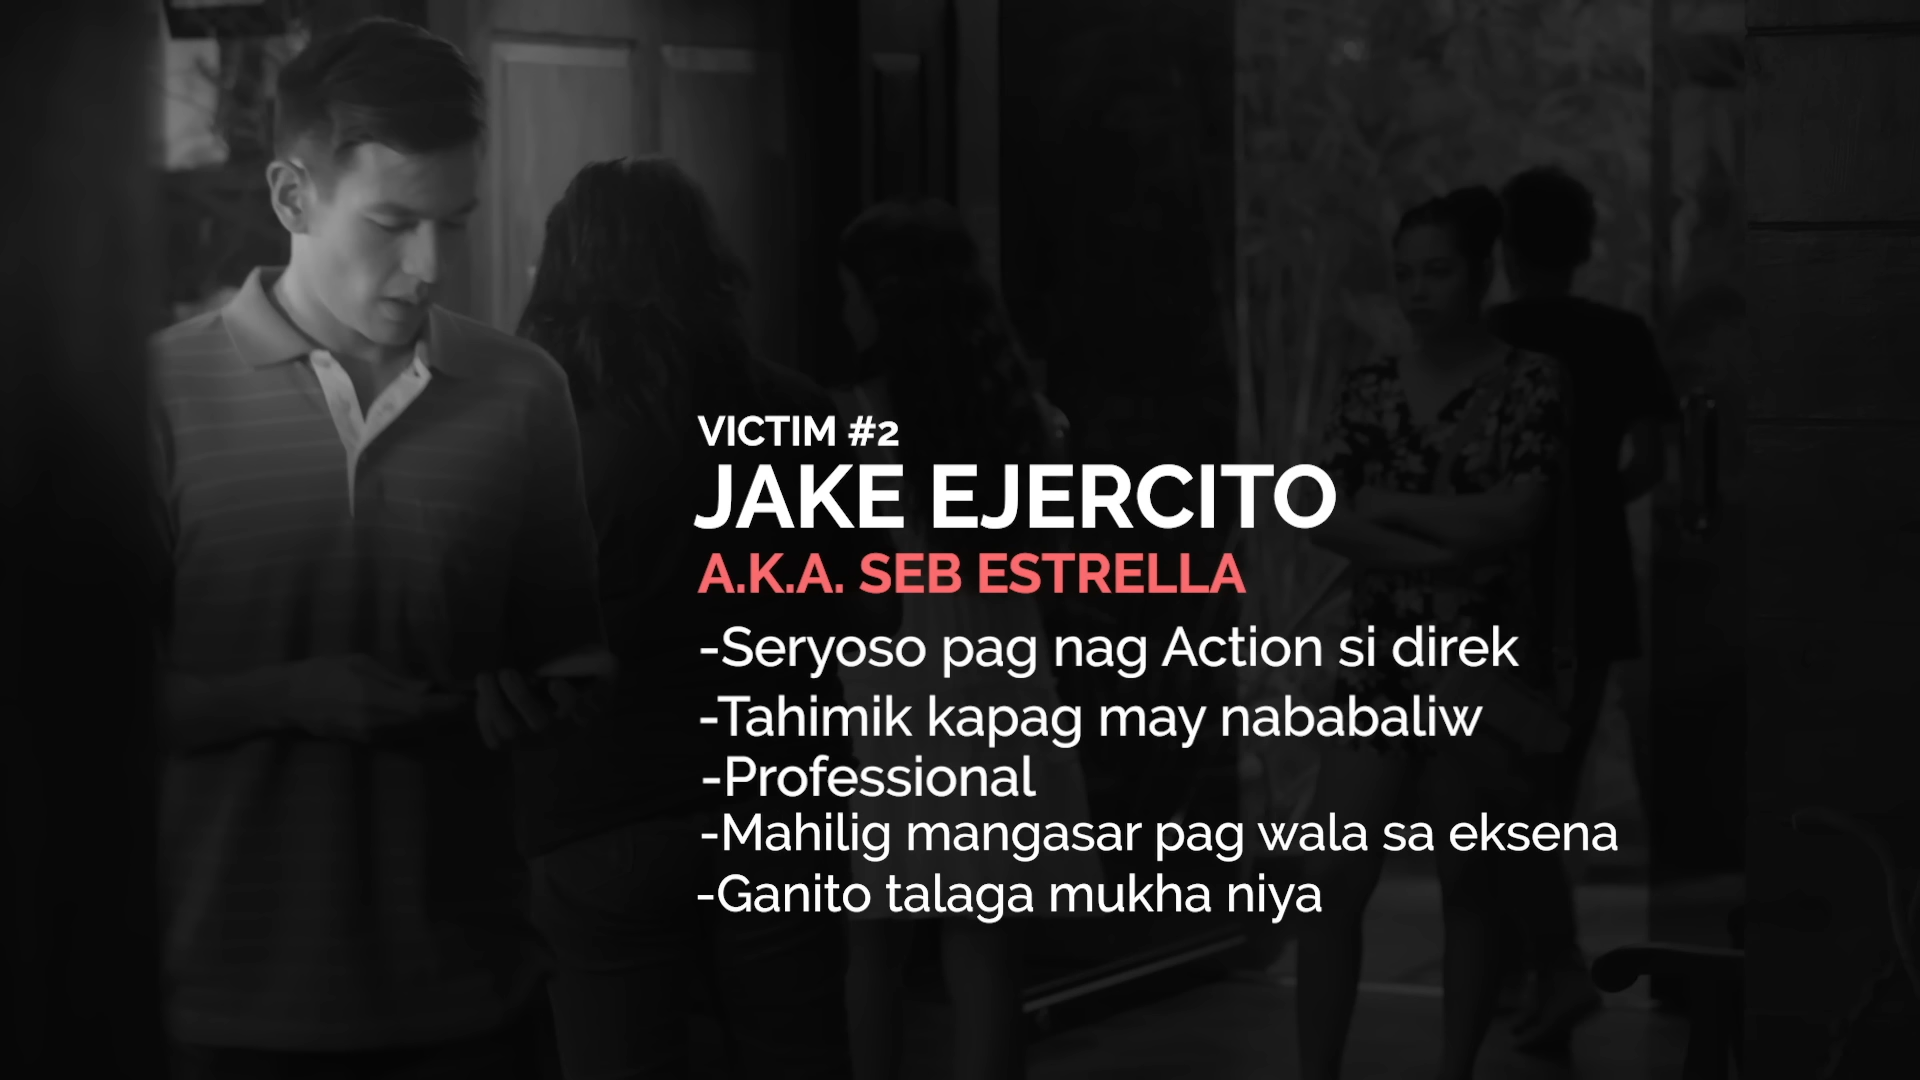 VICTIM #2
JAKE EJERCITO
A.K.A. SEB ESTRELLA
-Seryoso pag nag Action si direk
-Tahimik kapag may nababaliw
-Professional
-Mahilig mangasar pag wala sa eksena
-Ganito talaga mukha niya